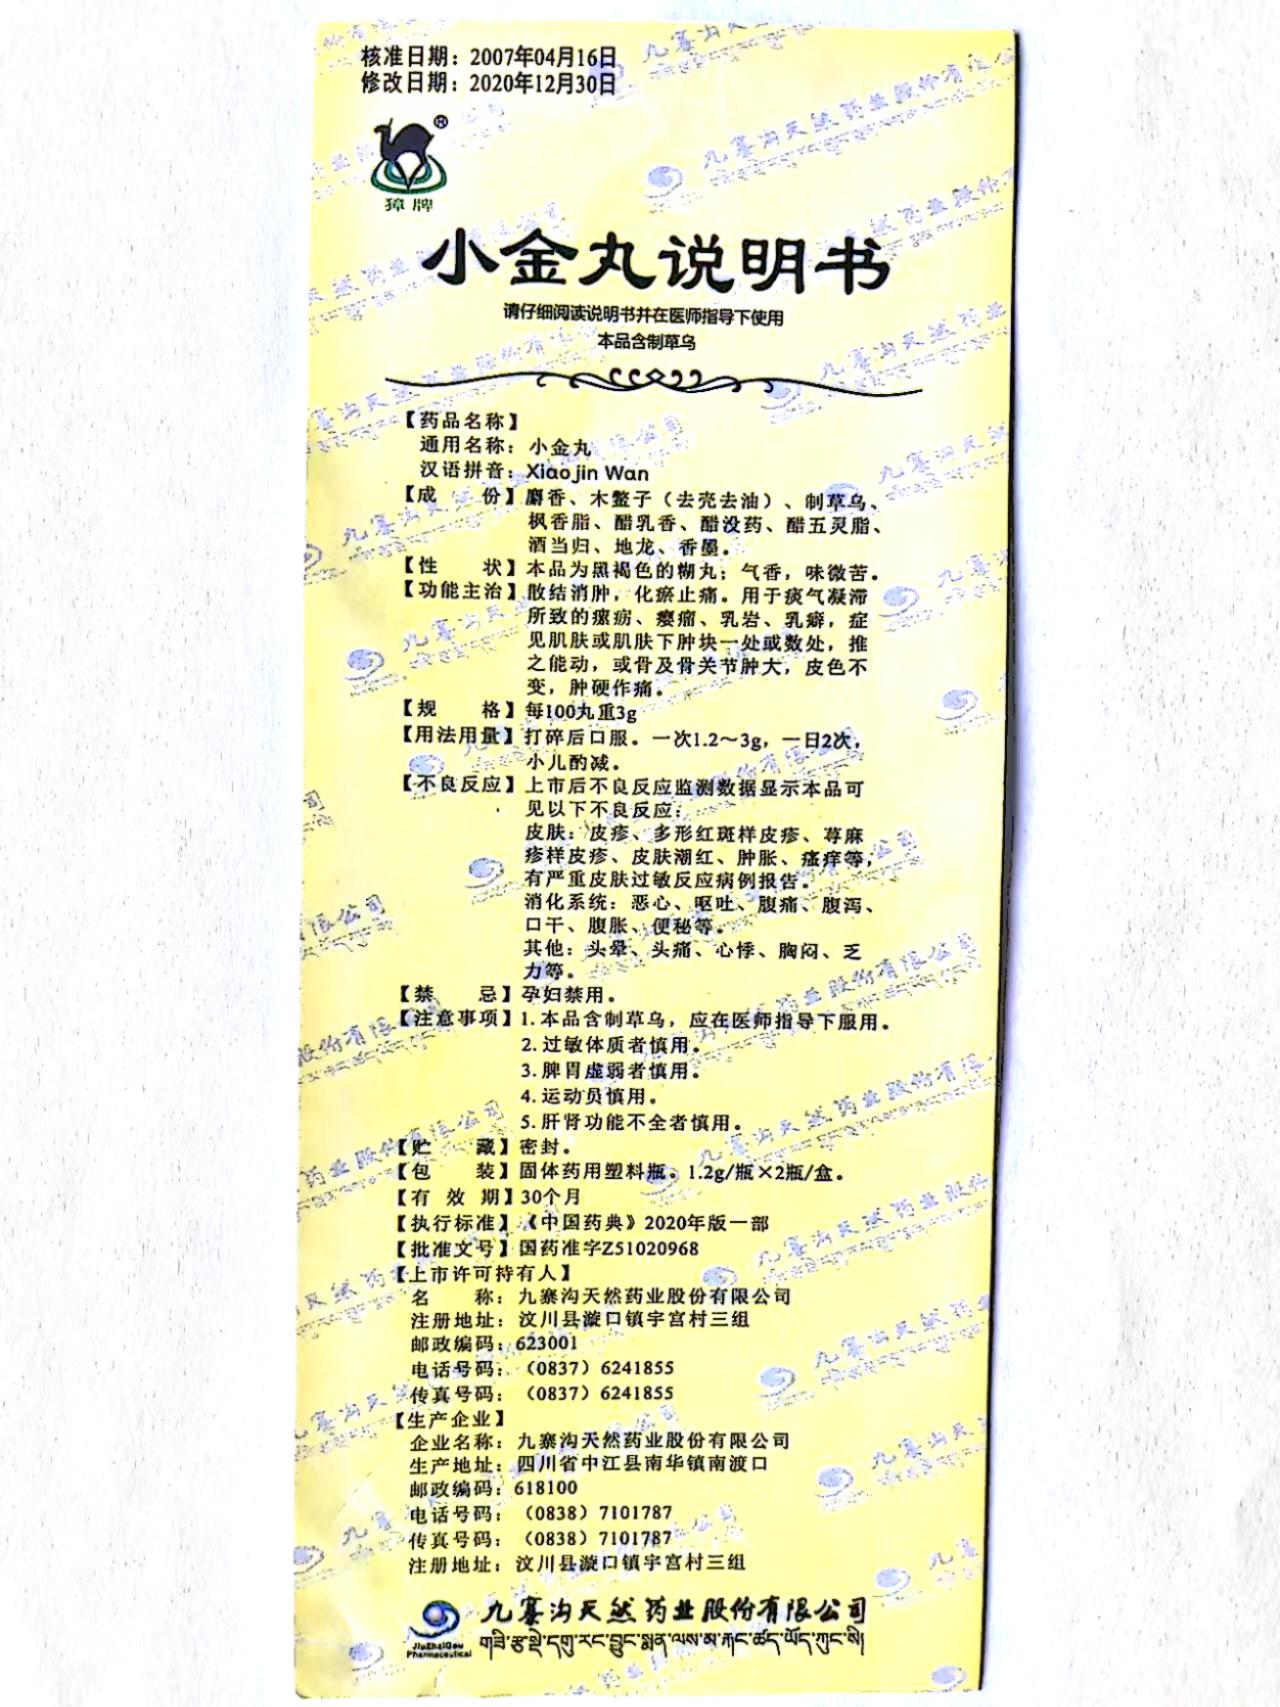 核准日期：2007年04月16日
修改日期：2020年12月30日
®
獐牌
小金丸说明书
请仔细阅读说明书并在医师指导下使用
本品含制草乌
【药品名称】
通用名称：小金丸
汉语拼音：Xiao jin Wan
【成 份】麝香、木鳖子（去壳去油）、制草乌、
枫香脂、醋乳香、醋没药、醋五灵脂、
酒当归、地龙、香墨。
【性 状】本品为黑褐色的糊丸；气香，味微苦。
【功能主治】散结消肿，化瘀止痛。用于痰气凝滞
所致的瘰疬、瘿瘤、乳岩、乳癖，症
见肌肤或肌肤下肿块一处或数处，推
之能动，或骨及骨关节肿大，皮色不
变，肿硬作痛。
【规 格】每100丸重3g
【用法用量】打碎后口服。一次1.2～3g，一日2次，
小儿酌减。
【不良反应】上市后不良反应监测数据显示本品可
见以下不良反应：
皮肤：皮疹、多形红斑样皮疹、荨麻
疹样皮疹、皮肤潮红、肿胀、瘙痒等，
有严重皮肤过敏反应病例报告。
消化系统：恶心、呕吐、腹痛、腹泻、
口干、腹胀、便秘等。
其他：头晕、头痛、心悸、胸闷、乏
力等。
【禁 忌】孕妇禁用。
【注意事项】1.本品含制草乌，应在医师指导下服用。
2.过敏体质者慎用。
3.脾胃虚弱者慎用。
4.运动员慎用。
5.肝肾功能不全者慎用。
【贮 藏】密封。
【包 装】固体药用塑料瓶。1.2g/瓶×2瓶/盒。
【有 效 期】30个月
【执行标准】《中国药典》2020年版一部
【批准文号】国药准字Z51020968
【上市许可持有人】
名 称：九寨沟天然药业股份有限公司
注册地址：汶川县漩口镇宇宫村三组
邮政编码：623001
电话号码：（0837）6241855
传真号码：（0837）6241855
【生产企业】
企业名称：九寨沟天然药业股份有限公司
生产地址：四川省中江县南华镇南渡口
邮政编码：618100
电话号码：（0838）7101787
传真号码：（0838）7101787
注册地址：汶川县漩口镇宇宫村三组
九寨沟天然药业股份有限公司
JiuZhaiGou
Pharmaceutical